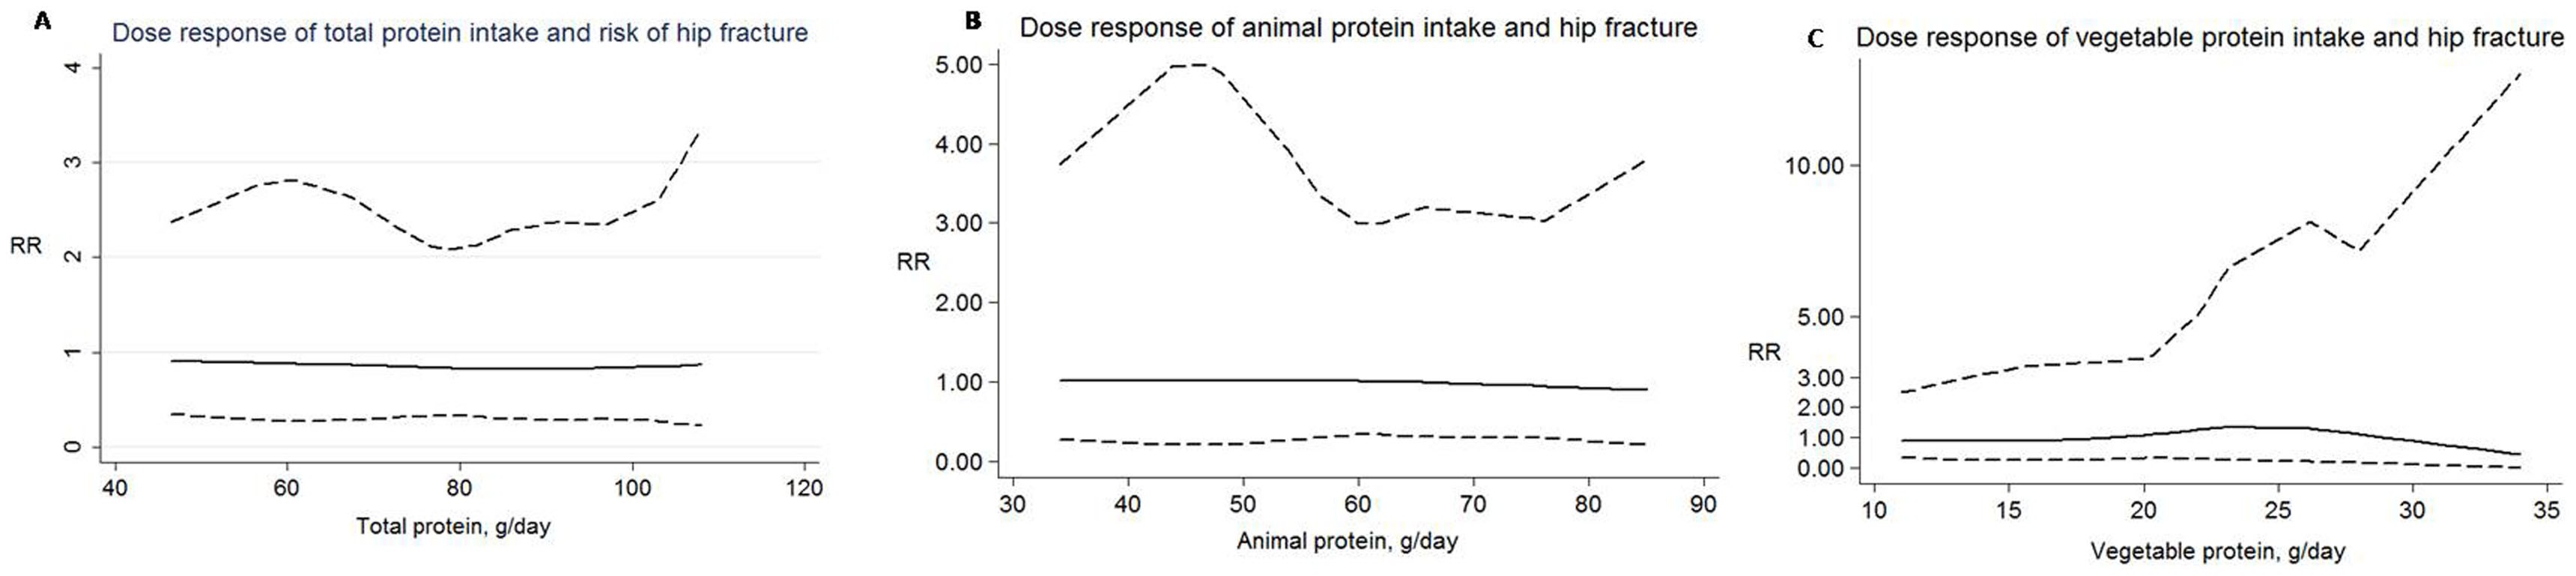 A
Dose response of total protein intake and risk of hip fracture
4
3
RR
2
1
0
40 60 80 100 120
Total protein, g/day
B
Dose response of animal protein intake and hip fracture
5.00
4.00
3.00
RR
2.00
1.00
0.00
30 40 50 60 70 80 90
Animal protein, g/day
C
Dose response of vegetable protein intake and hip fracture
10.00
5.00
RR
3.00
2.00
1.00
0.00
10 15 20 25 30 35
Vegetable protein, g/day